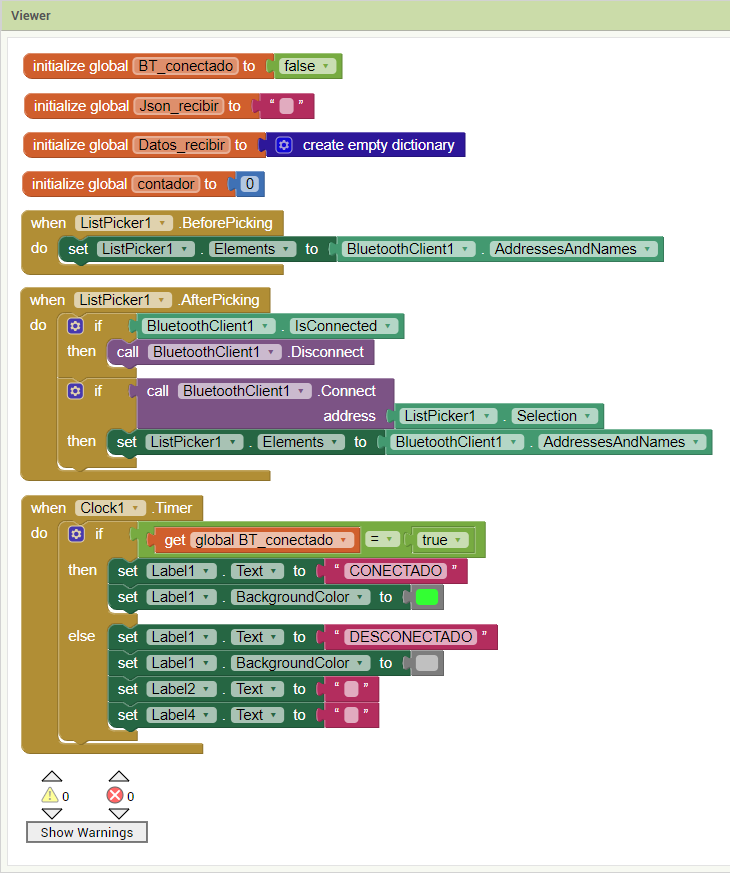 Viewer
initialize global BT_conectado to false
initialize global Json_recibir to “ ”
initialize global Datos_recibir to create empty dictionary
initialize global contador to 0
when ListPicker1 .BeforePicking
do set ListPicker1 . Elements to BluetoothClient1 . AddressesAndNames
when ListPicker1 .AfterPicking
do if BluetoothClient1 . IsConnected
then call BluetoothClient1 .Disconnect
if call BluetoothClient1 .Connect
address ListPicker1 . Selection
then set ListPicker1 . Elements to BluetoothClient1 . AddressesAndNames
when Clock1 .Timer
do if get global BT_conectado = true
then set Label1 . Text to “ CONECTADO ”
set Label1 . BackgroundColor to
else set Label1 . Text to “ DESCONECTADO ”
set Label1 . BackgroundColor to
set Label2 . Text to “ ”
set Label4 . Text to “ ”
0 0
Show Warnings